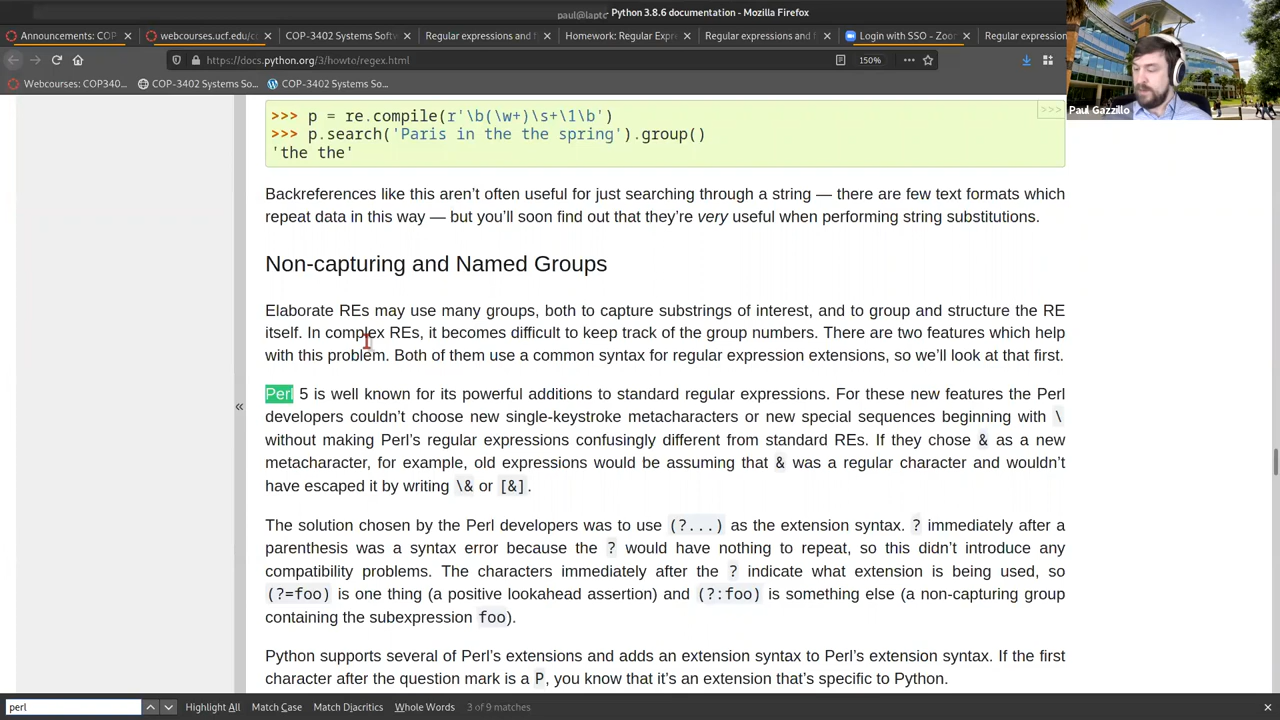 paul@lapto
- Python 3.8.6 documentation - Mozilla Firefox
Announcements: COP
webcourses.ucf.edu/c
COP-3402 Systems Softw
Regular expressions and f
Homework: Regular Expre
Regular expressions and f
Login with SSO - Zoom
Regular expression
https://docs.python.org/3/howto/regex.html
150%
Webcourses: COP340...
COP-3402 Systems So...
COP-3402 Systems So...
Paul Gazzillo
>>>
>>> p = re.compile(r'\b(\w+)\s+\1\b')
>>> p.search('Paris in the the spring').group()
'the the'
Backreferences like this aren’t often useful for just searching through a string — there are few text formats which
repeat data in this way — but you’ll soon find out that they’re very useful when performing string substitutions.
Non-capturing and Named Groups
Elaborate REs may use many groups, both to capture substrings of interest, and to group and structure the RE
itself. In complex REs, it becomes difficult to keep track of the group numbers. There are two features which help
with this problem. Both of them use a common syntax for regular expression extensions, so we’ll look at that first.
Perl 5 is well known for its powerful additions to standard regular expressions. For these new features the Perl
developers couldn’t choose new single-keystroke metacharacters or new special sequences beginning with \
without making Perl’s regular expressions confusingly different from standard REs. If they chose & as a new
metacharacter, for example, old expressions would be assuming that & was a regular character and wouldn’t
have escaped it by writing \& or [&].
«
The solution chosen by the Perl developers was to use (?...) as the extension syntax. ? immediately after a
parenthesis was a syntax error because the ? would have nothing to repeat, so this didn’t introduce any
compatibility problems. The characters immediately after the ? indicate what extension is being used, so
(?=foo) is one thing (a positive lookahead assertion) and (?:foo) is something else (a non-capturing group
containing the subexpression foo).
Python supports several of Perl’s extensions and adds an extension syntax to Perl’s extension syntax. If the first
character after the question mark is a P, you know that it’s an extension that’s specific to Python.
perl
Highlight All
Match Case
Match Diacritics
Whole Words
3 of 9 matches